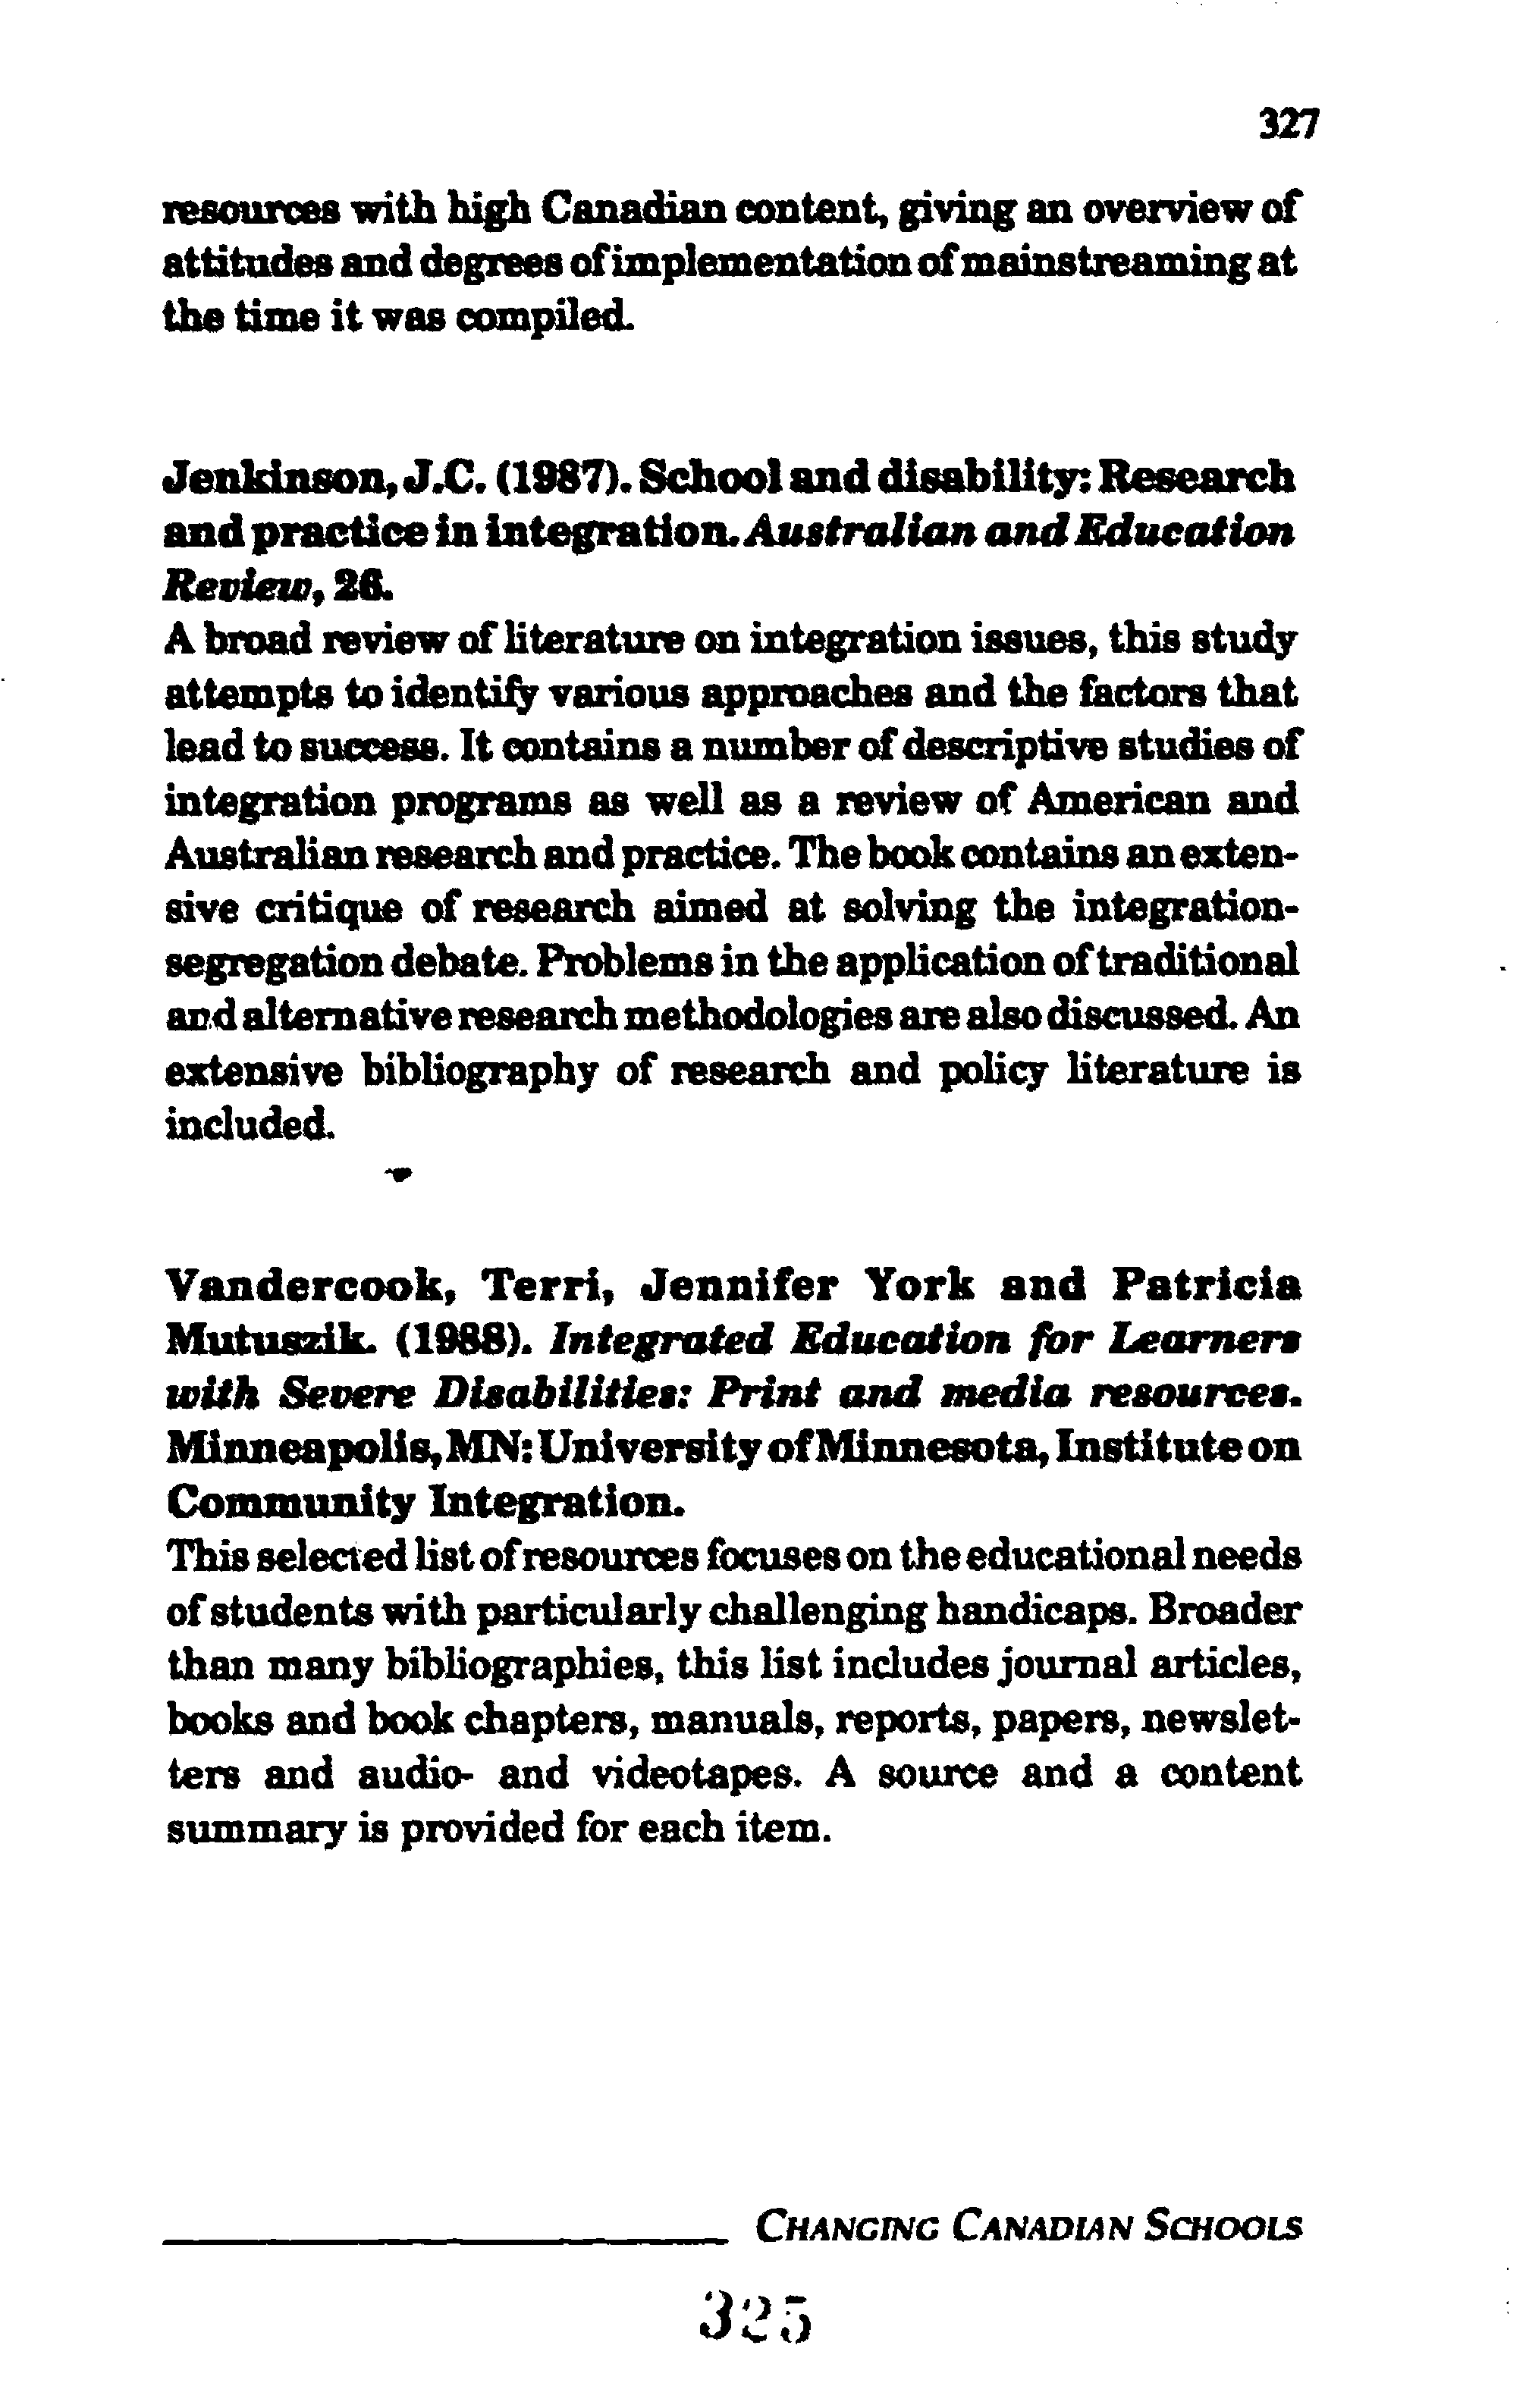 327
resources with high Canadian content, giving an overview of
attitudes and degrees of implementation of mainstreaming at
the time it was compiled.
Jenkinson, J.C. (1987). School and disability: Research
and practice in integration. Australian and Education
Review, 26.
A broad review of literature on integration issues, this study
attempts to identify various approaches and the factors that
lead to success. It contains a number of descriptive studies of
integration programs as well as a review of American and
Australian research and practice. The book contains an exten-
sive critique of research aimed at solving the integration-
segregation debate. Problems in the application of traditional
and alternative research methodologies are also discussed. An
extensive bibliography of research and policy literature is
included.
Vandercook, Terri, Jennifer York and Patricia
Mutuszik. (1988). Integrated Education for Learners
with Severe Disabilities: Print and media resources.
Minneapolis, MN: University of Minnesota, Institute on
Community Integration.
This selected list of resources focuses on the educational needs
of students with particularly challenging handicaps. Broader
than many bibliographies, this list includes journal articles,
books and book chapters, manuals, reports, papers, newslet-
ters and audio- and videotapes. A source and a content
summary is provided for each item.
CHANGING CANADIAN SCHOOLS
325